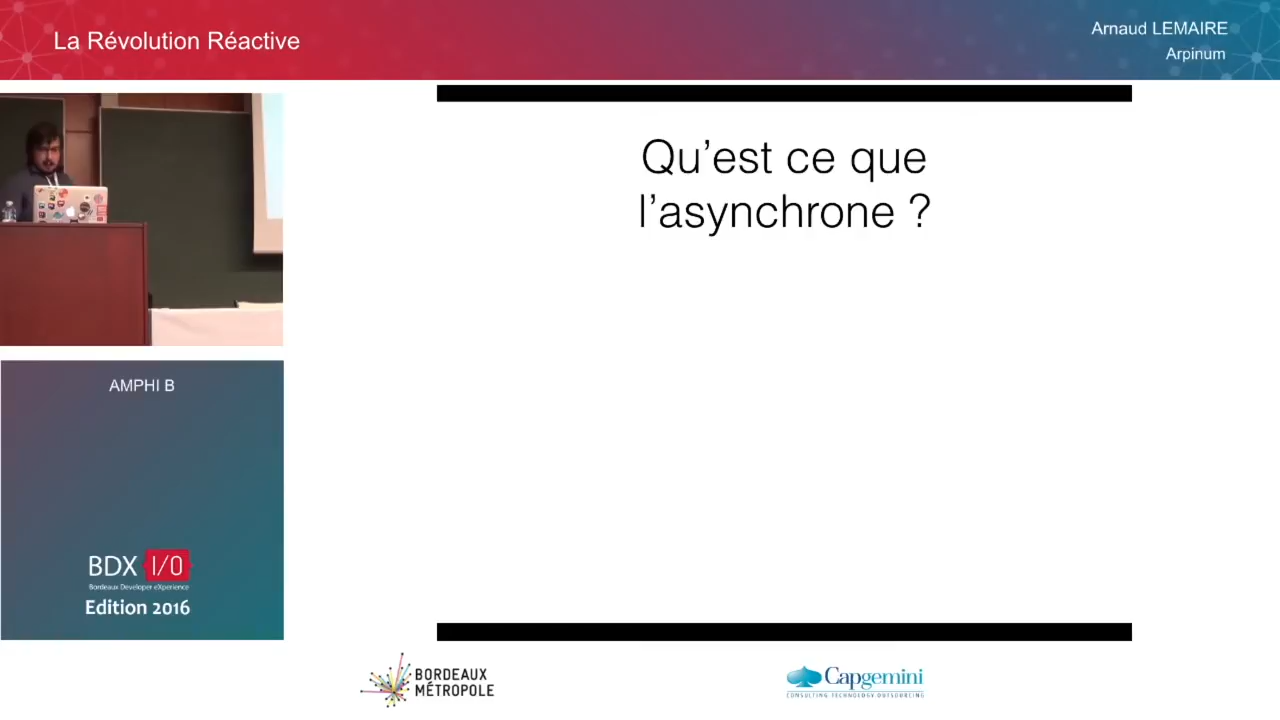 La Révolution Réactive
Arnaud LEMAIRE
Arpinum
Qu’est ce que
l’asynchrone ?
AMPHI B
BDX I/O
Bordeaux Developer eXperience
Edition 2016
BORDEAUX
MÉTROPOLE
Capgemini
CONSULTING.TECHNOLOGY.OUTSOURCING